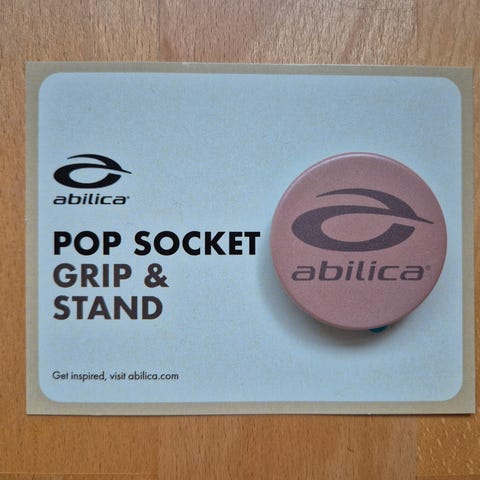 abilica®
POP SOCKET
GRIP &
STAND
Get inspired, visit abilica.com
abilica®